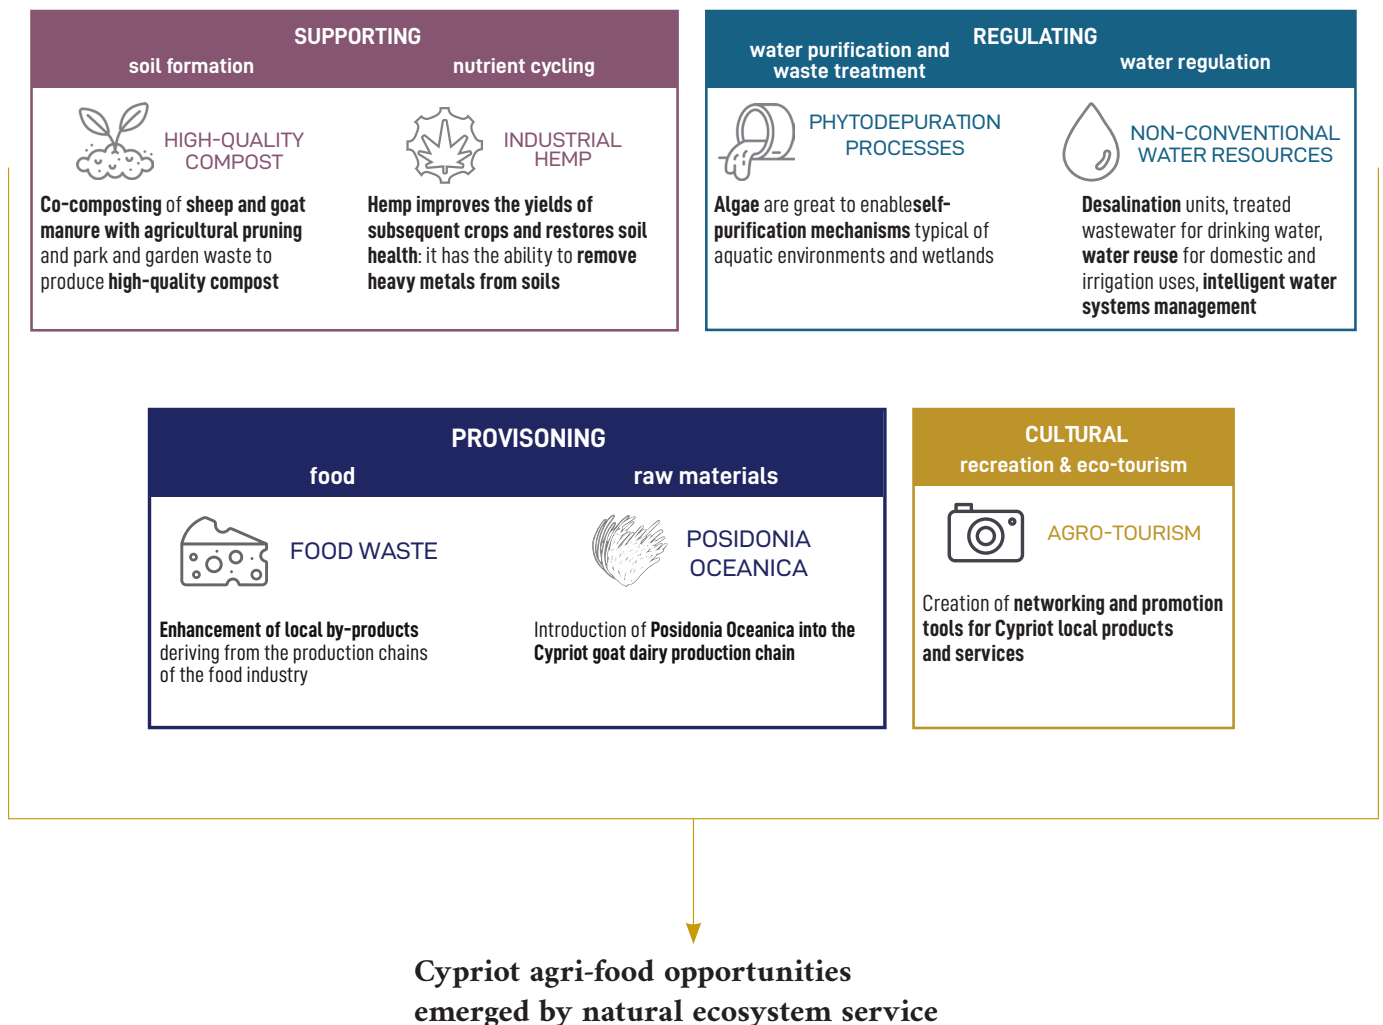 SUPPORTING
soil formation
nutrient cycling
HIGH-QUALITY
COMPOST
INDUSTRIAL
HEMP
Co-composting of sheep and goat
manure with agricultural pruning
and park and garden waste to
produce high-quality compost
Hemp improves the yields of
subsequent crops and restores soil
health: it has the ability to remove
heavy metals from soils
REGULATING
water purification and
waste treatment
water regulation
PHYTODEPURATION
PROCESSES
NON-CONVENTIONAL
WATER RESOURCES
Algae are great to enableself-
purification mechanisms typical of
aquatic environments and wetlands
Desalination units, treated
wastewater for drinking water,
water reuse for domestic and
irrigation uses, intelligent water
systems management
PROVISONING
food
raw materials
FOOD WASTE
POSIDONIA
OCEANICA
Enhancement of local by-products
deriving from the production chains
of the food industry
Introduction of Posidonia Oceanica into the
Cypriot goat dairy production chain
CULTURAL
recreation & eco-tourism
AGRO-TOURISM
Creation of networking and promotion
tools for Cypriot local products
and services
Cypriot agri-food opportunities
emerged by natural ecosystem service